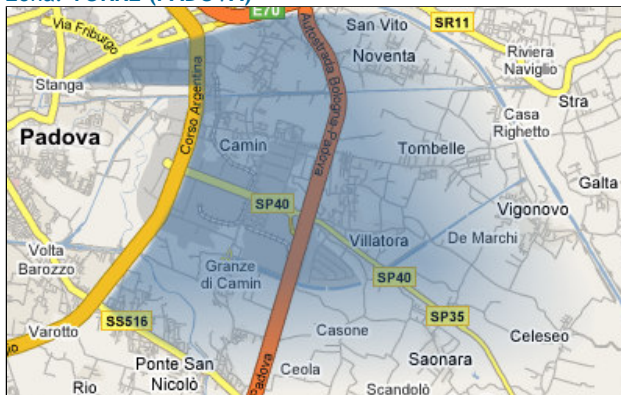 E70
San Vito
SR11
Via Friburgo
Noventa
Riviera
Naviglio
Stanga
Autostrada Bologna-Padova
Stra
Corso Argentina
Casa
Righetto
Padova
Camin
Tombelle
Galta
SP40
Vigonovo
Villatora
De Marchi
Volta
Barozzo
Granze
di Camin
SP40
SS516
SP35
Varotto
Casone
Celeseo
Ponte San
Nicolò
Saonara
Ceola
Padova
Rio
Scandolò